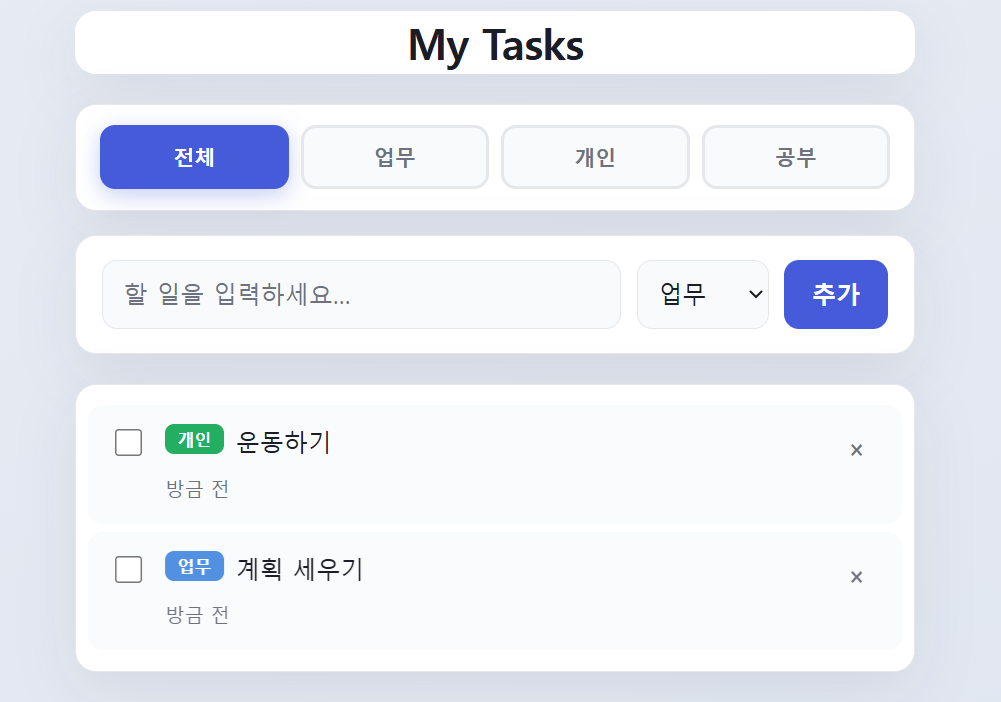 My Tasks
전체 업무 개인 공부
할 일을 입력하세요... 업무 추가
개인 운동하기 ×
방금 전
업무 계획 세우기 ×
방금 전